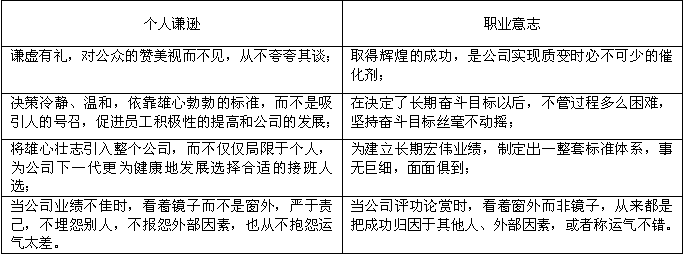 个人谦逊
职业意志
谦虚有礼，对公众的赞美视而不见，从不夸夸其谈；
取得辉煌的成功，是公司实现质变时必不可少的催
化剂；
决策冷静、温和，依靠雄心勃勃的标准，而不是吸
引人的号召，促进员工积极性的提高和公司的发展；
在决定了长期奋斗目标以后，不管过程多么困难，
坚持奋斗目标丝毫不动摇；
将雄心壮志引入整个公司，而不仅仅局限于个人，
为公司下一代更为健康地发展选择合适的接班人
选；
为建立长期宏伟业绩，制定出一整套标准体系，事
无巨细，面面俱到；
当公司业绩不佳时，看着镜子而不是窗外，严于责
己，不埋怨别人，不报怨外部因素，也从不抱怨运
气太差。
当公司评功论赏时，看着窗外而非镜子，从来都是
把成功归因于其他人、外部因素，或者称运气不错。